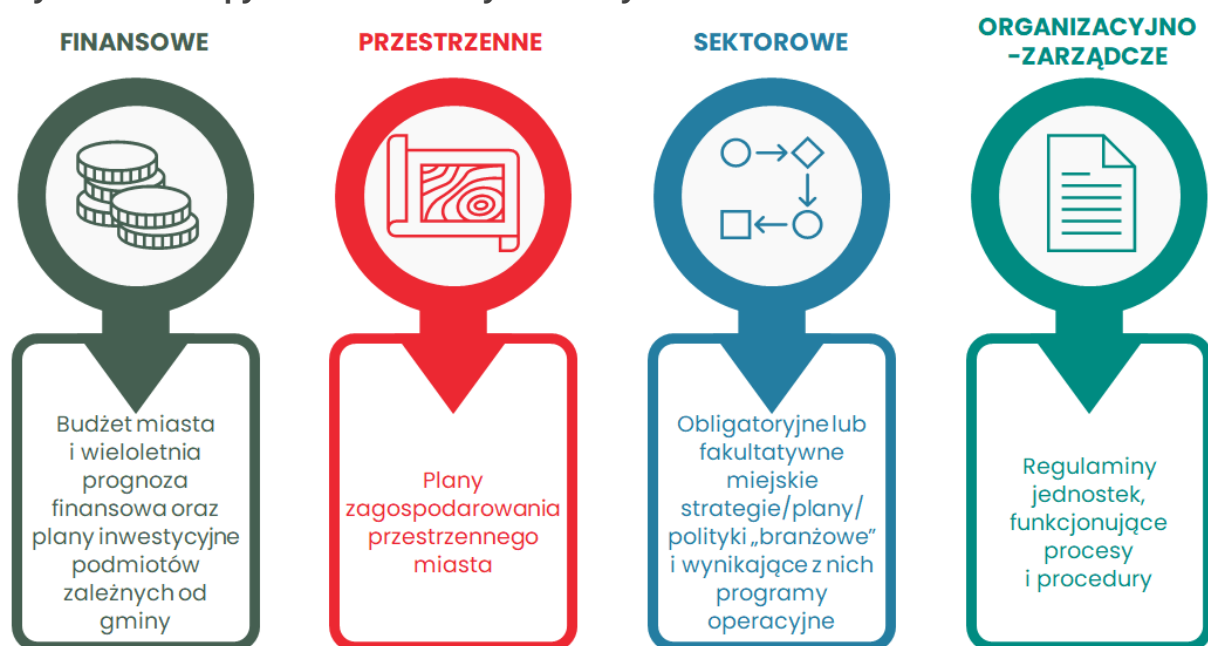 FINANSOWE
Budżet miasta
i wieloletnia
prognoza
finansowa oraz
plany inwestycyjne
podmiotów
zależnych od
gminy
PRZESTRZENNE
Plany
zagospodarowania
przestrzennego
miasta
SEKTOROWE
Obligatoryjne lub
fakultatywne
miejskie
strategie/plany/
polityki „branżowe”
i wynikające z nich
programy
operacyjne
ORGANIZACYJNO
-ZARZĄDCZE
Regulaminy
jednostek,
funkcjonujące
procesy
i procedury